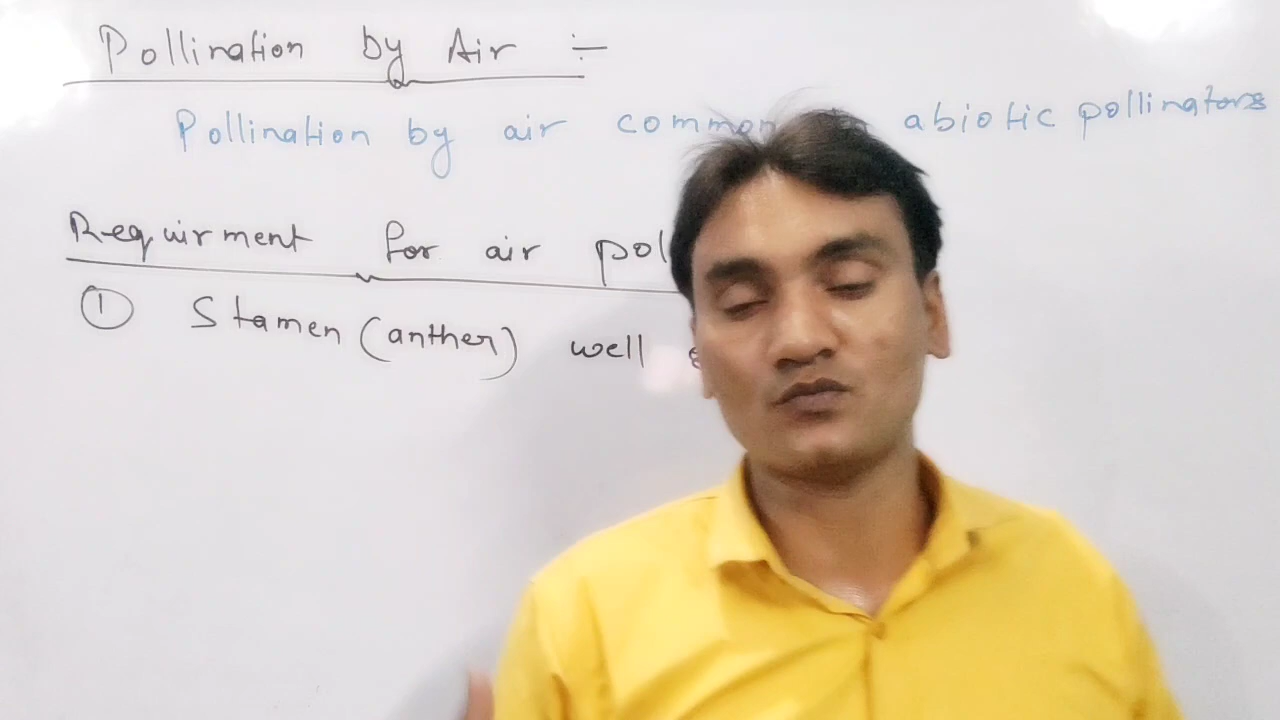 Pollination by Air :-
Pollination by air common abiotic pollinators
Requirment for air pol
① Stamen (anther) well